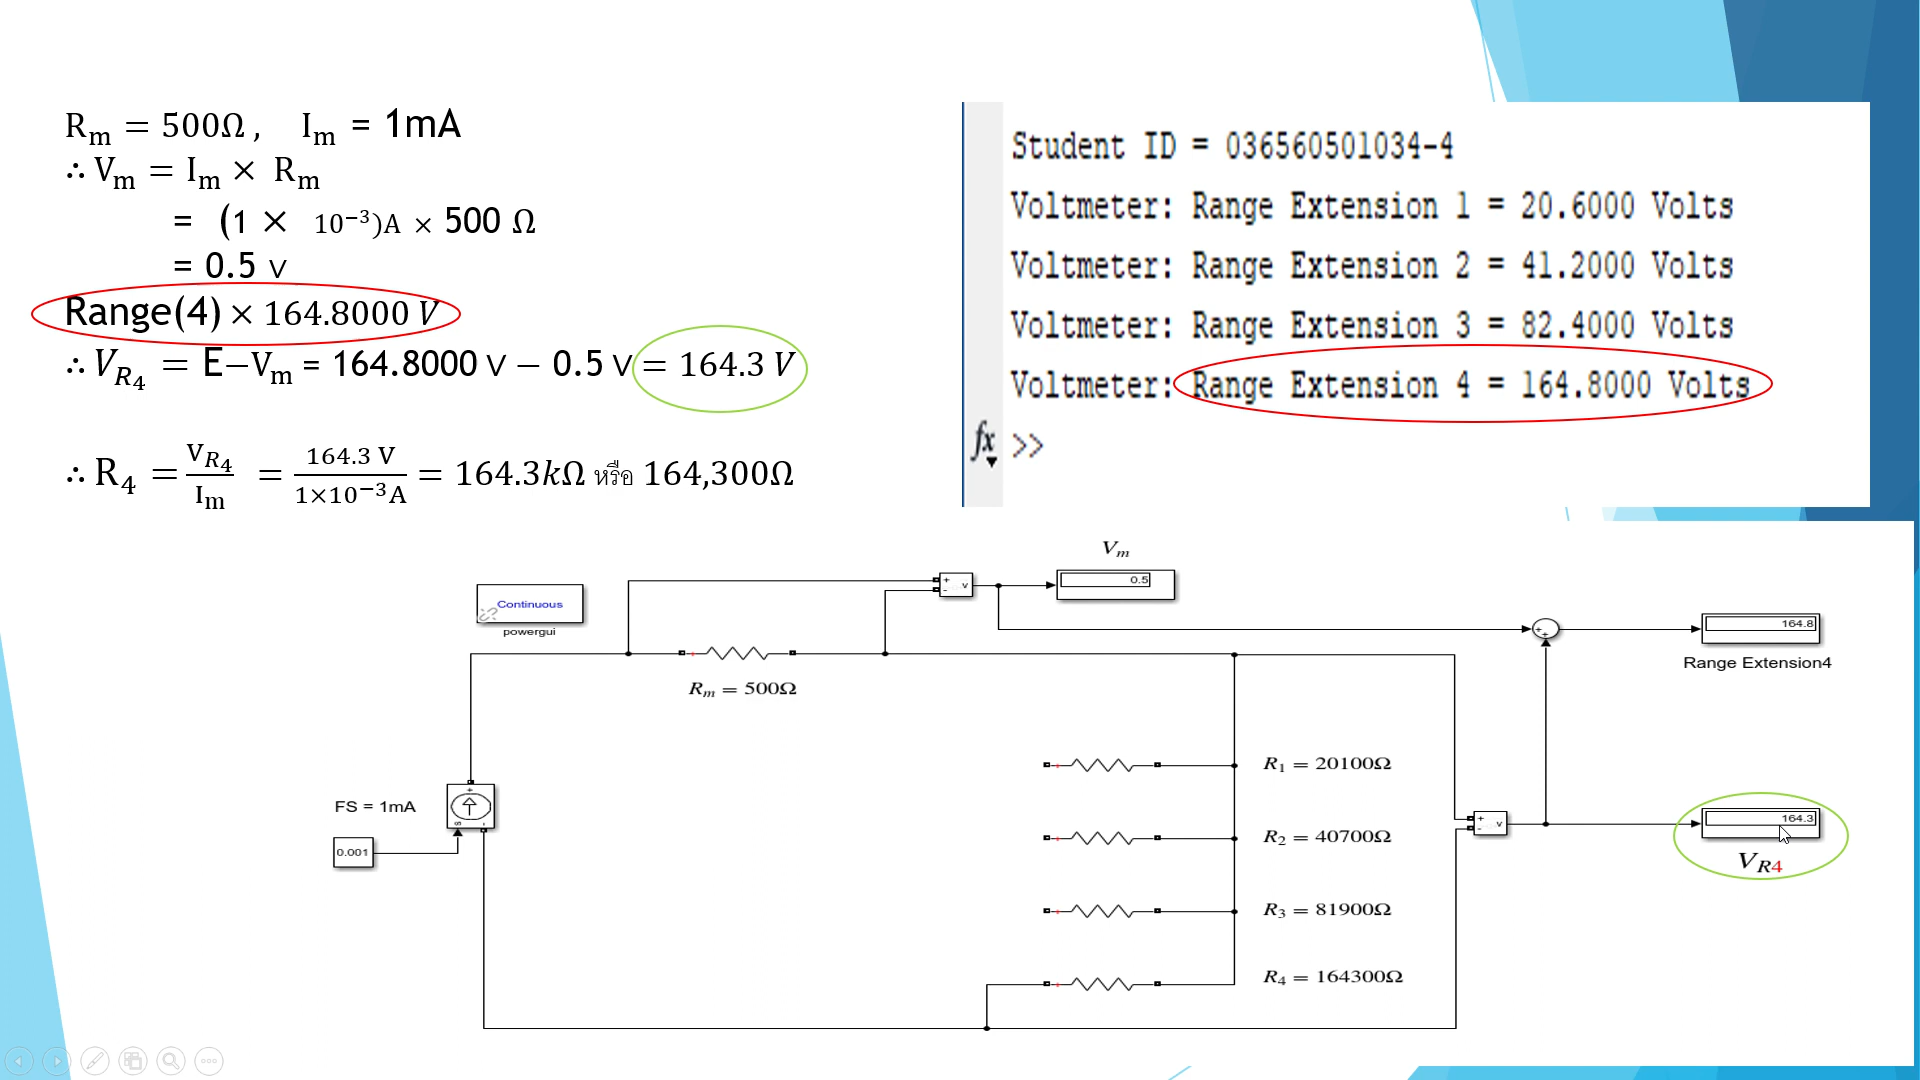 Rₘ = 500Ω , Iₘ = 1mA
∴ Vₘ = Iₘ × Rₘ
= (1 × 10⁻³)A × 500 Ω
= 0.5 v
Range(4) × 164.8000 V
∴ V_R₄ = E−Vₘ = 164.8000 v − 0.5 v = 164.3 V
∴ R₄ = V_R₄/Iₘ = 164.3 V/1×10⁻³A = 164.3kΩ หรือ 164,300Ω
Student ID = 036560501034-4
Voltmeter: Range Extension 1 = 20.6000 Volts
Voltmeter: Range Extension 2 = 41.2000 Volts
Voltmeter: Range Extension 3 = 82.4000 Volts
Voltmeter: Range Extension 4 = 164.8000 Volts
fx >>
Vₘ
0.5
+
-
v
Continuous
powergui
164.8
+
+
Range Extension4
Rₘ = 500Ω
R₁ = 20100Ω
FS = 1mA
+
s
-
0.001
R₂ = 40700Ω
+
-
v
164.3
V_R4
R₃ = 81900Ω
R₄ = 164300Ω